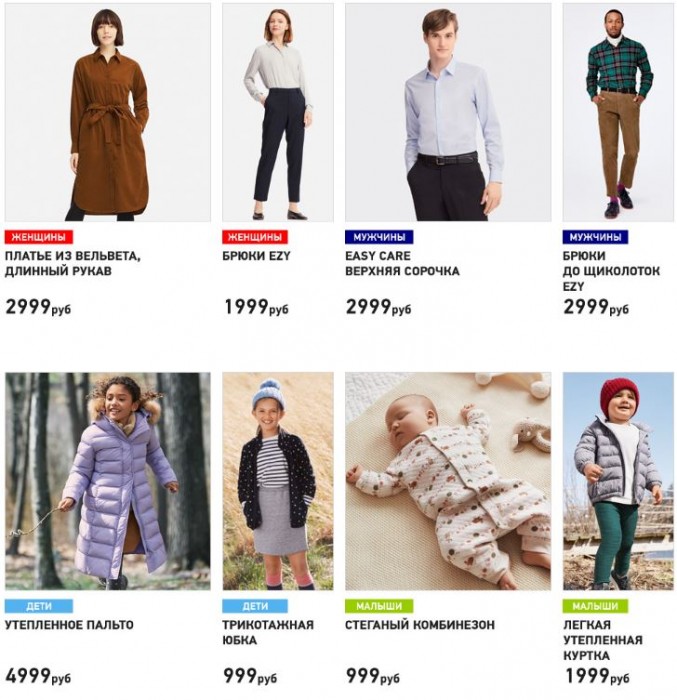 ЖЕНЩИНЫ
ПЛАТЬЕ ИЗ ВЕЛЬВЕТА,
ДЛИННЫЙ РУКАВ
2999руб
ЖЕНЩИНЫ
БРЮКИ EZY
1999руб
МУЖЧИНЫ
EASY CARE
ВЕРХНЯЯ СОРОЧКА
2999руб
МУЖЧИНЫ
БРЮКИ
ДО ЩИКОЛОТОК
EZY
2999руб
ДЕТИ
УТЕПЛЕННОЕ ПАЛЬТО
4999руб
ДЕТИ
ТРИКОТАЖНАЯ
ЮБКА
999руб
МАЛЫШИ
СТЕГАНЫЙ КОМБИНЕЗОН
999руб
МАЛЫШИ
ЛЕГКАЯ
УТЕПЛЕННАЯ
КУРТКА
1999руб